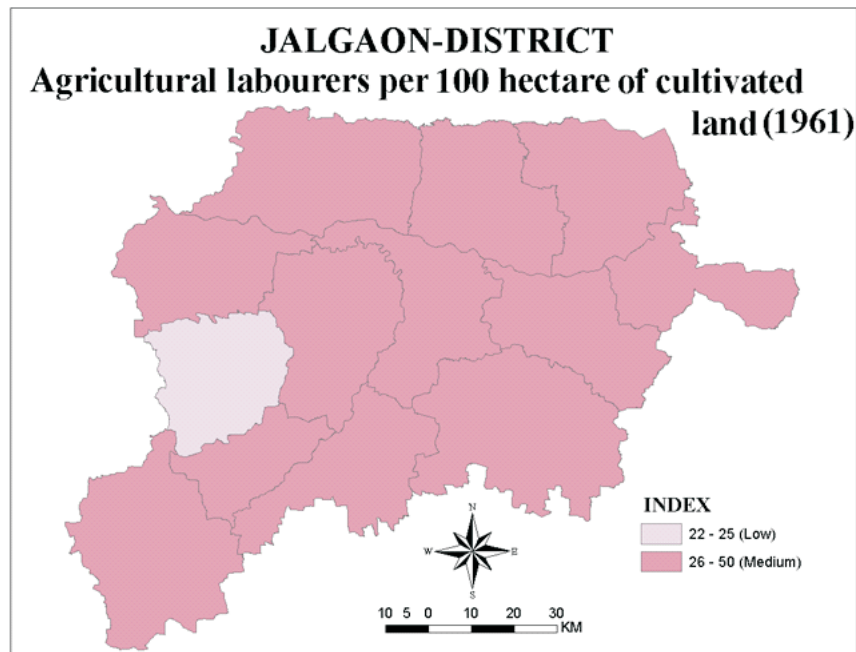 JALGAON-DISTRICT
Agricultural labourers per 100 hectare of cultivated
land (1961)
INDEX
22 - 25 (Low)
26 - 50 (Medium)
N
W E
S
10 5 0 10 20 30
KM